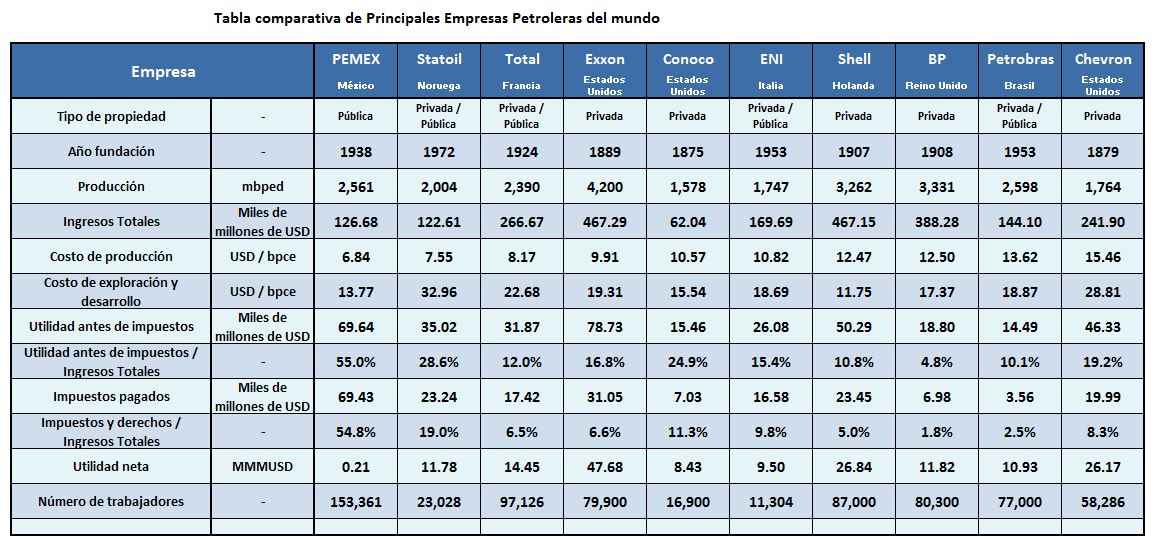 Tabla comparativa de Principales Empresas Petroleras del mundo
Empresa PEMEX Statoil Total Exxon Conoco ENI Shell BP Petrobras Chevron
México Noruega Francia Estados Unidos Estados Unidos Italia Holanda Reino Unido Brasil Estados Unidos
Tipo de propiedad - Pública Privada / Pública Privada / Pública Privada Privada Privada / Pública Privada Privada Privada / Pública Privada
Año fundación - 1938 1972 1924 1889 1875 1953 1907 1908 1953 1879
Producción mbped 2,561 2,004 2,390 4,200 1,578 1,747 3,262 3,331 2,598 1,764
Ingresos Totales Miles de millones de USD 126.68 122.61 266.67 467.29 62.04 169.69 467.15 388.28 144.10 241.90
Costo de producción USD / bpce 6.84 7.55 8.17 9.91 10.57 10.82 12.47 12.50 13.62 15.46
Costo de exploración y desarrollo USD / bpce 13.77 32.96 22.68 19.31 15.54 18.69 11.75 17.37 18.87 28.81
Utilidad antes de impuestos Miles de millones de USD 69.64 35.02 31.87 78.73 15.46 26.08 50.29 18.80 14.49 46.33
Utilidad antes de impuestos / Ingresos Totales - 55.0% 28.6% 12.0% 16.8% 24.9% 15.4% 10.8% 4.8% 10.1% 19.2%
Impuestos pagados Miles de millones de USD 69.43 23.24 17.42 31.05 7.03 16.58 23.45 6.98 3.56 19.99
Impuestos y derechos / Ingresos Totales - 54.8% 19.0% 6.5% 6.6% 11.3% 9.8% 5.0% 1.8% 2.5% 8.3%
Utilidad neta MMMUSD 0.21 11.78 14.45 47.68 8.43 9.50 26.84 11.82 10.93 26.17
Número de trabajadores - 153,361 23,028 97,126 79,900 16,900 11,304 87,000 80,300 77,000 58,286